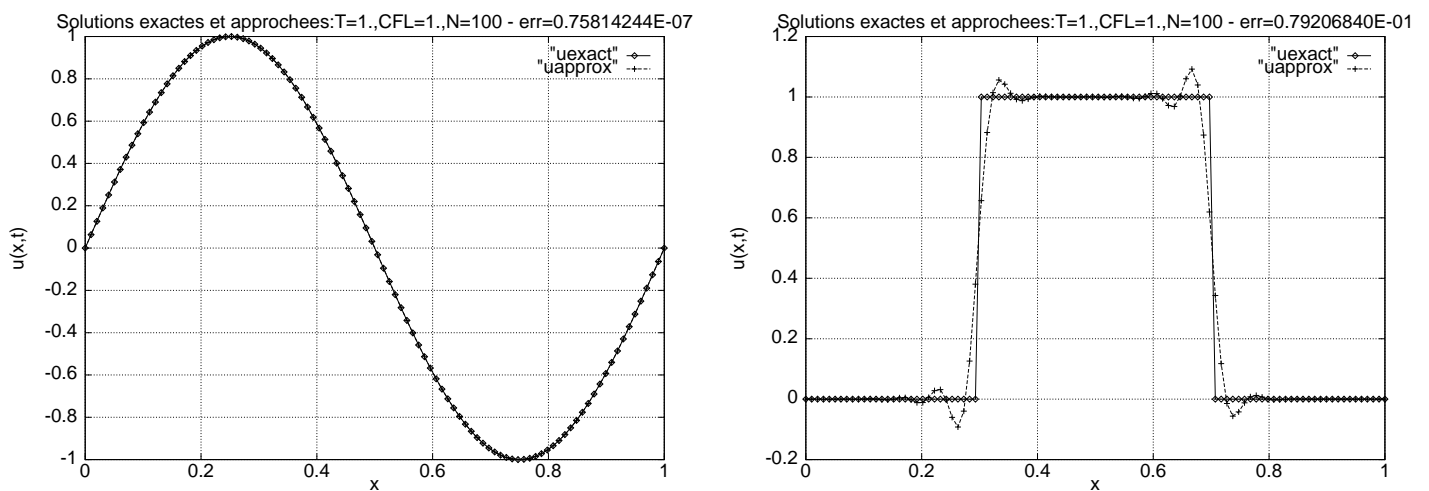 Solutions exactes et approchees:T=1.,CFL=1.,N=100 - err=0.75814244E-07
1
"uexact"
"uapprox"
0.8
0.6
0.4
0.2
0
-0.2
-0.4
-0.6
-0.8
-1
u(x,t)
0 0.2 0.4 0.6 0.8 1
x
Solutions exactes et approchees:T=1.,CFL=1.,N=100 - err=0.79206840E-01
1.2
"uexact"
"uapprox"
1
0.8
0.6
0.4
0.2
0
-0.2
u(x,t)
0 0.2 0.4 0.6 0.8 1
x